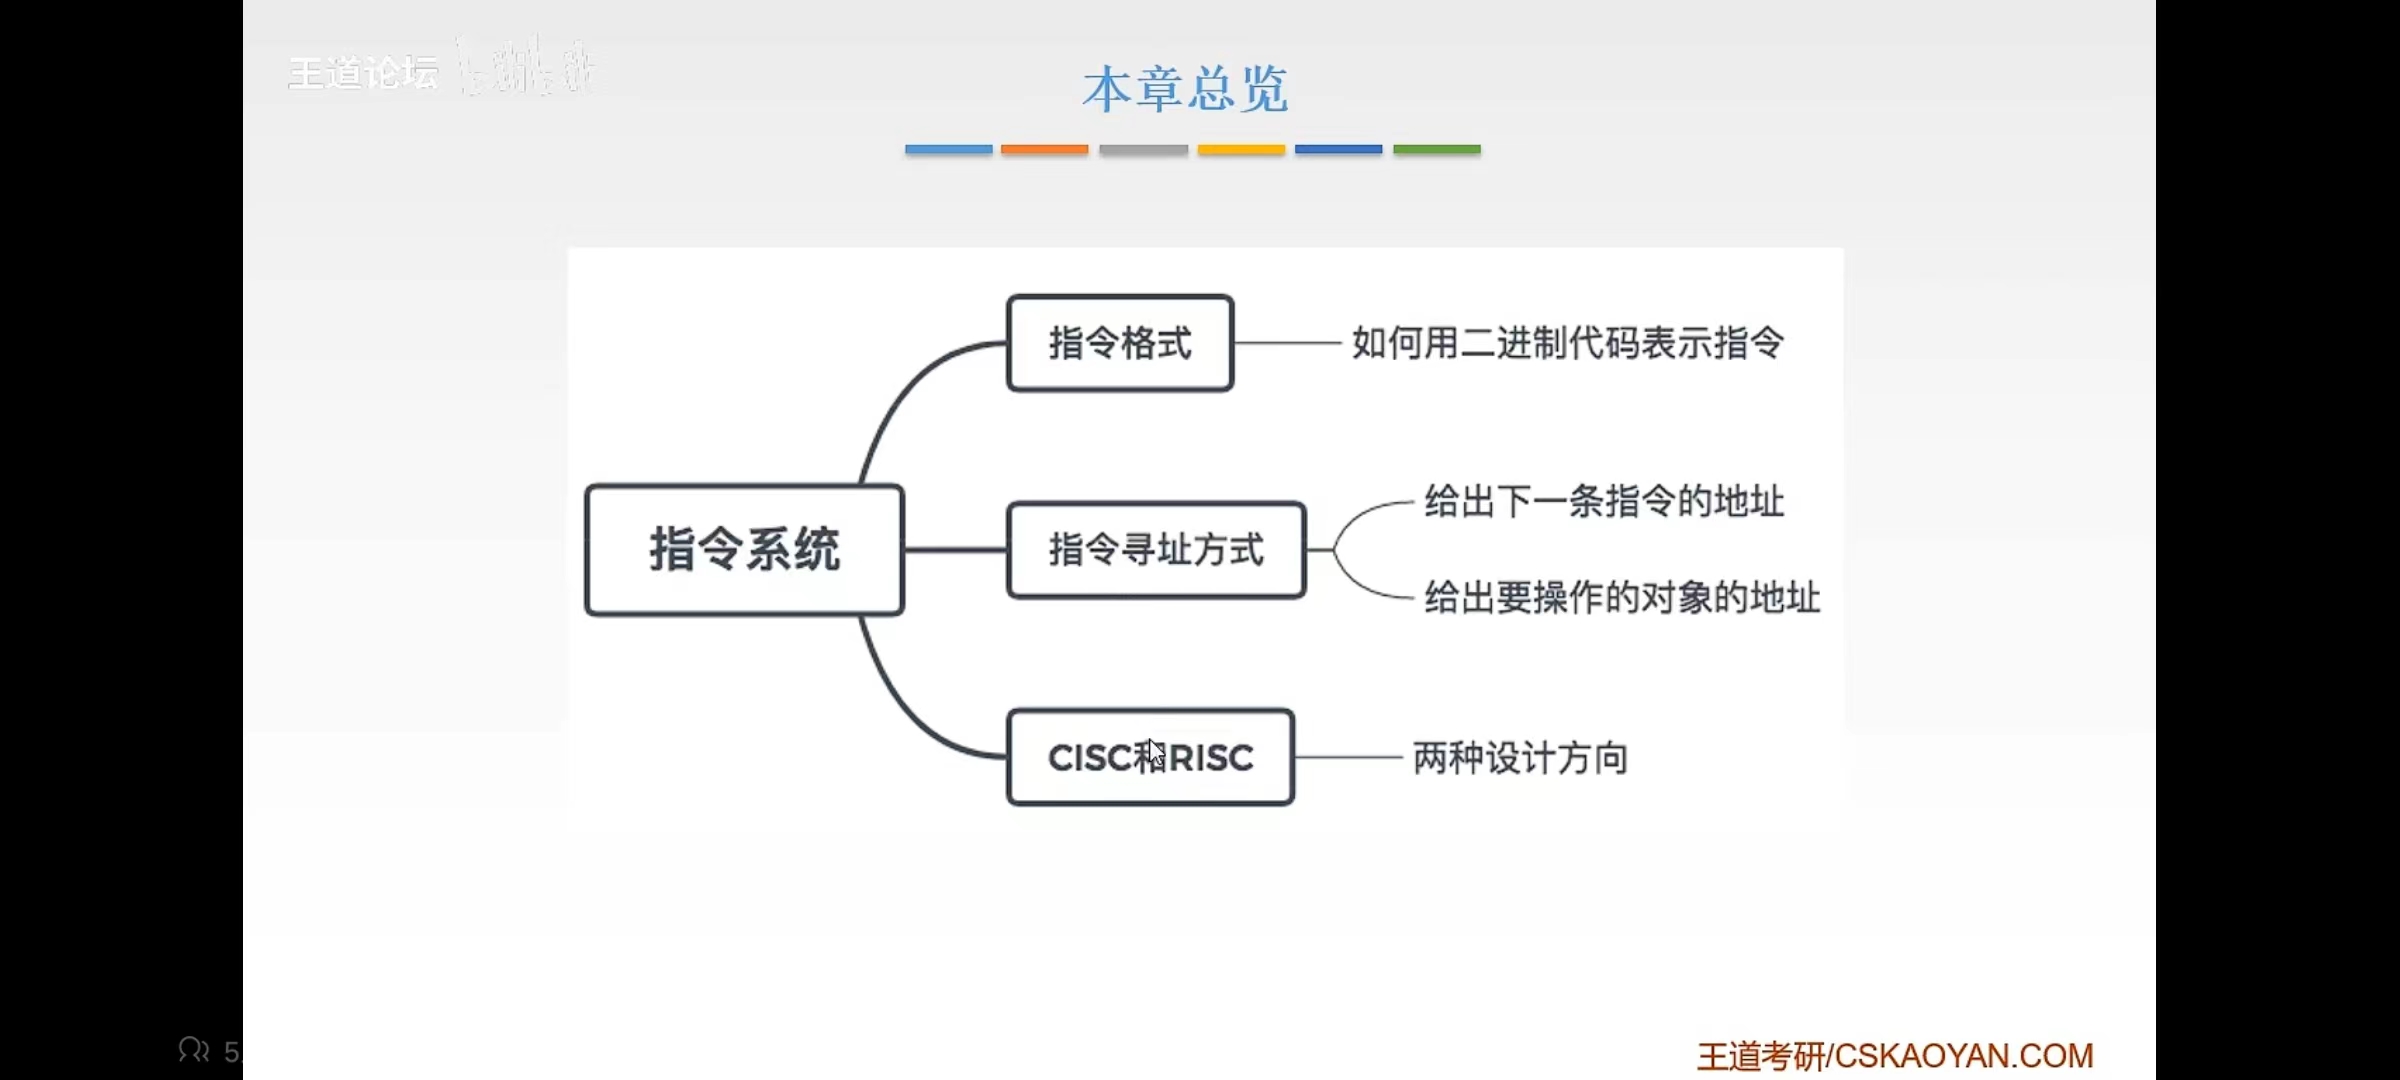 王道论坛 bilibili
本章总览
指令格式
如何用二进制代码表示指令
指令系统
指令寻址方式
给出下一条指令的地址
给出要操作的对象的地址
CISC和RISC
两种设计方向
5
王道考研/CSKAOYAN.COM